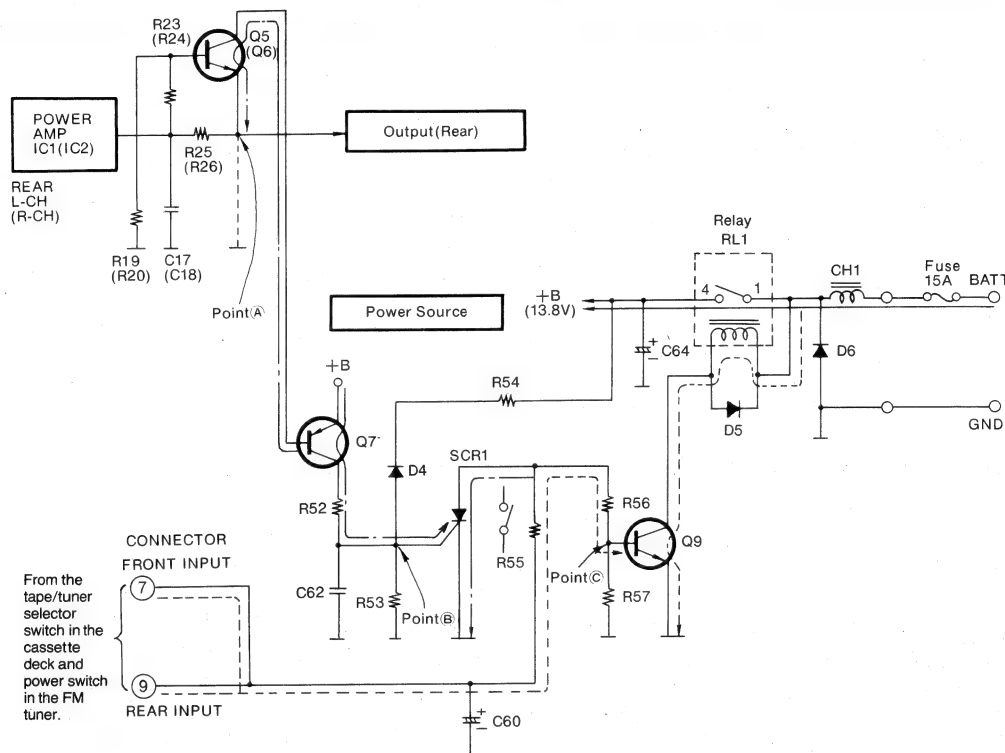 R23
(R24)
Q5
(Q6)
POWER
AMP
IC1(IC2)
Output(Rear)
R25
(R26)
REAR
L-CH
(R-CH)
R19
(R20)
C17
(C18)
PointⒶ
Relay
RL1
CH1
Fuse
15A
BATT
4
1
+B
(13.8V)
Power Source
+
−
C64
D6
+B
R54
D5
GND
Q7
D4
SCR1
R52
R56
Q9
CONNECTOR
FRONT INPUT
R55
PointⒸ
C62
R53
PointⒷ
R57
From the
tape/tuner
selector
switch in the
cassette
deck and
power switch
in the FM
tuner.
7
9
REAR INPUT
+
−
C60